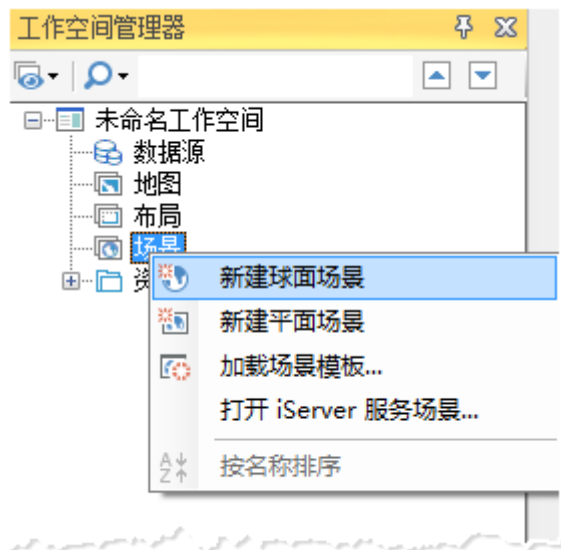 工作空间管理器
未命名工作空间
数据源
地图
布局
场景
资
新建球面场景
新建平面场景
加载场景模板...
打开 iServer 服务场景...
按名称排序